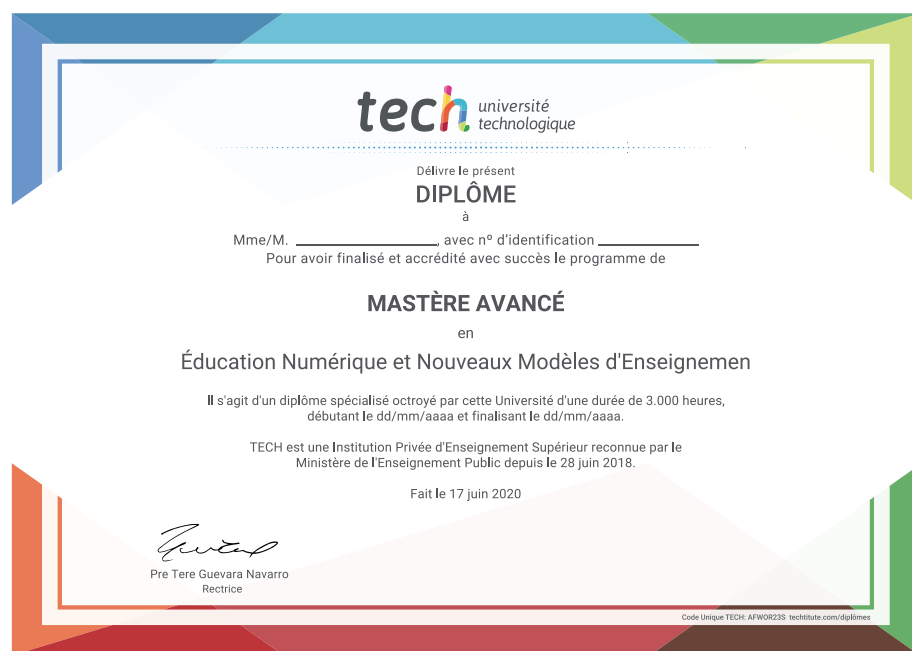 tech université
technologique
Délivre le présent
DIPLÔME
à
Mme/M. ____________________, avec nº d'identification ______________
Pour avoir finalisé et accrédité avec succès le programme de
MASTÈRE AVANCÉ
en
Éducation Numérique et Nouveaux Modèles d'Enseignemen
Il s'agit d'un diplôme spécialisé octroyé par cette Université d'une durée de 3.000 heures,
débutant le dd/mm/aaaa et finalisant le dd/mm/aaaa.
TECH est une Institution Privée d'Enseignement Supérieur reconnue par le
Ministère de l'Enseignement Public depuis le 28 juin 2018.
Fait le 17 juin 2020
Pre Tere Guevara Navarro
Rectrice
Code Unique TECH: AFWOR23S techtitute.com/diplômes